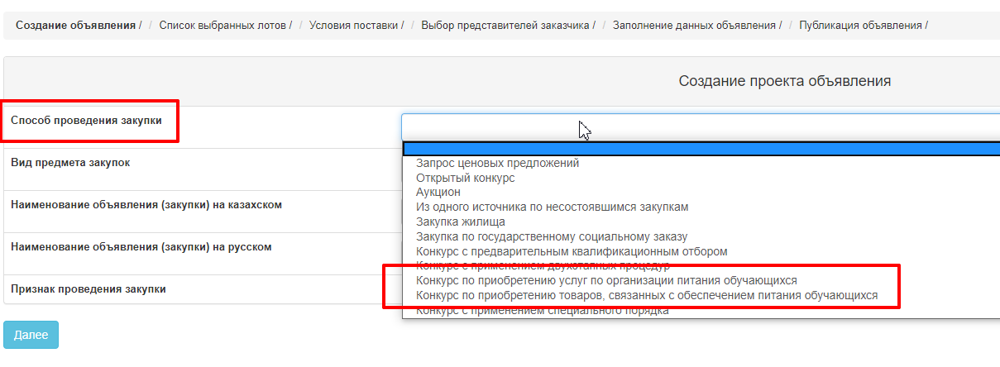 Создание объявления / / Список выбранных лотов / / Условия поставки / / Выбор представителей заказчика / / Заполнение данных объявления / / Публикация объявления /
Создание проекта объявления
Способ проведения закупки
Вид предмета закупок
Наименование объявления (закупки) на казахском
Наименование объявления (закупки) на русском
Признак проведения закупки
Запрос ценовых предложений
Открытый конкурс
Аукцион
Из одного источника по несостоявшимся закупкам
Закупка жилища
Закупка по государственному социальному заказу
Конкурс с предварительным квалификационным отбором
Конкурс с применением двухэтапных процедур
Конкурс по приобретению услуг по организации питания обучающихся
Конкурс по приобретению товаров, связанных с обеспечением питания обучающихся
Конкурс с применением специального порядка
Далее